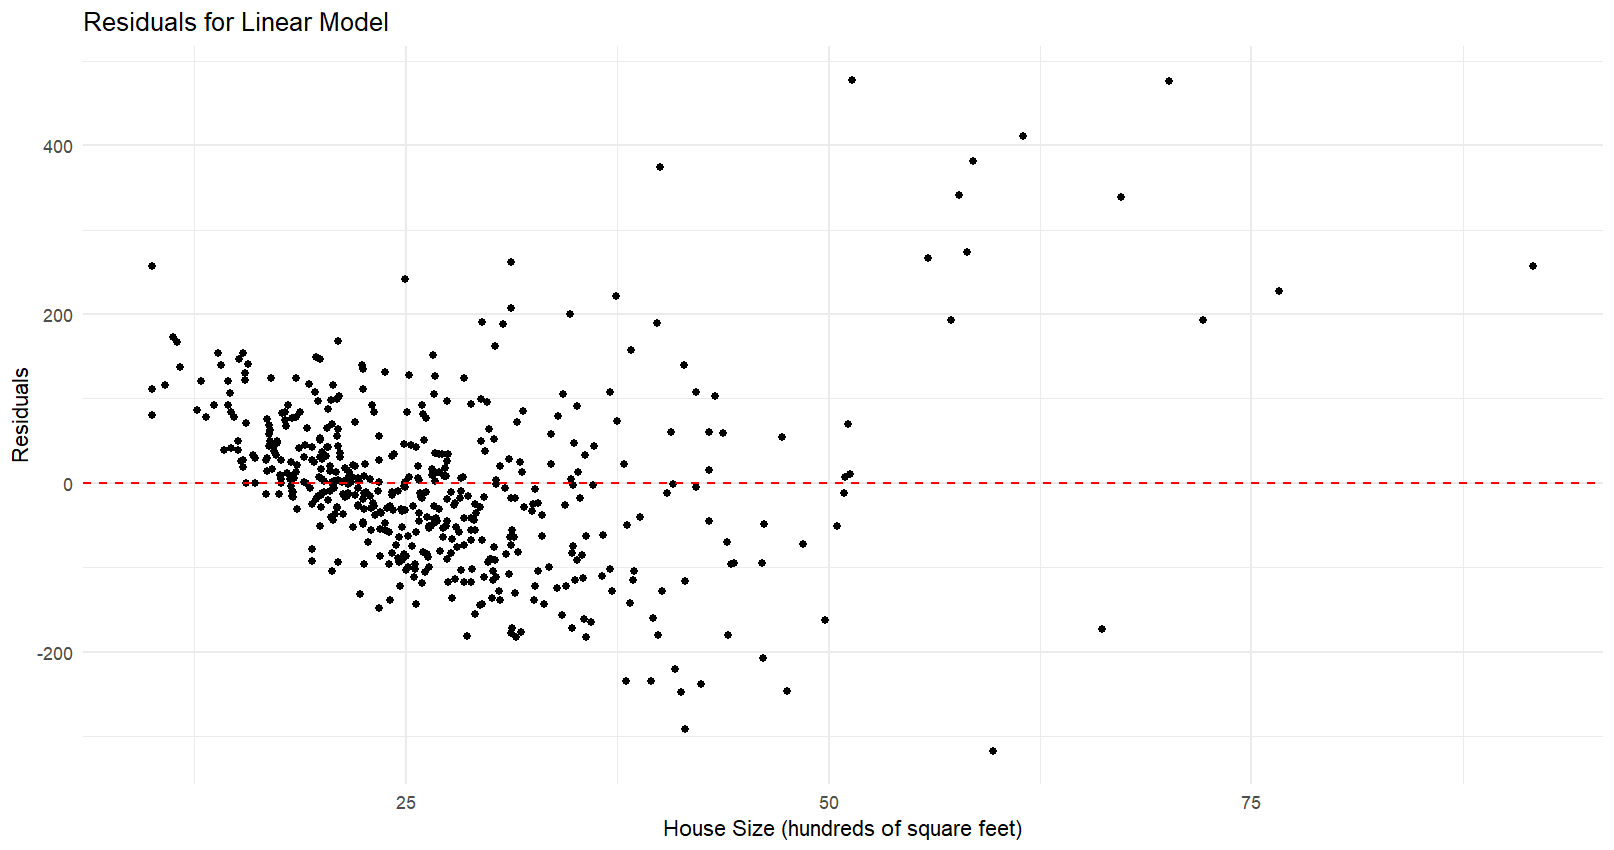 Residuals for Linear Model
Residuals
400
200
0
-200
25
50
75
House Size (hundreds of square feet)